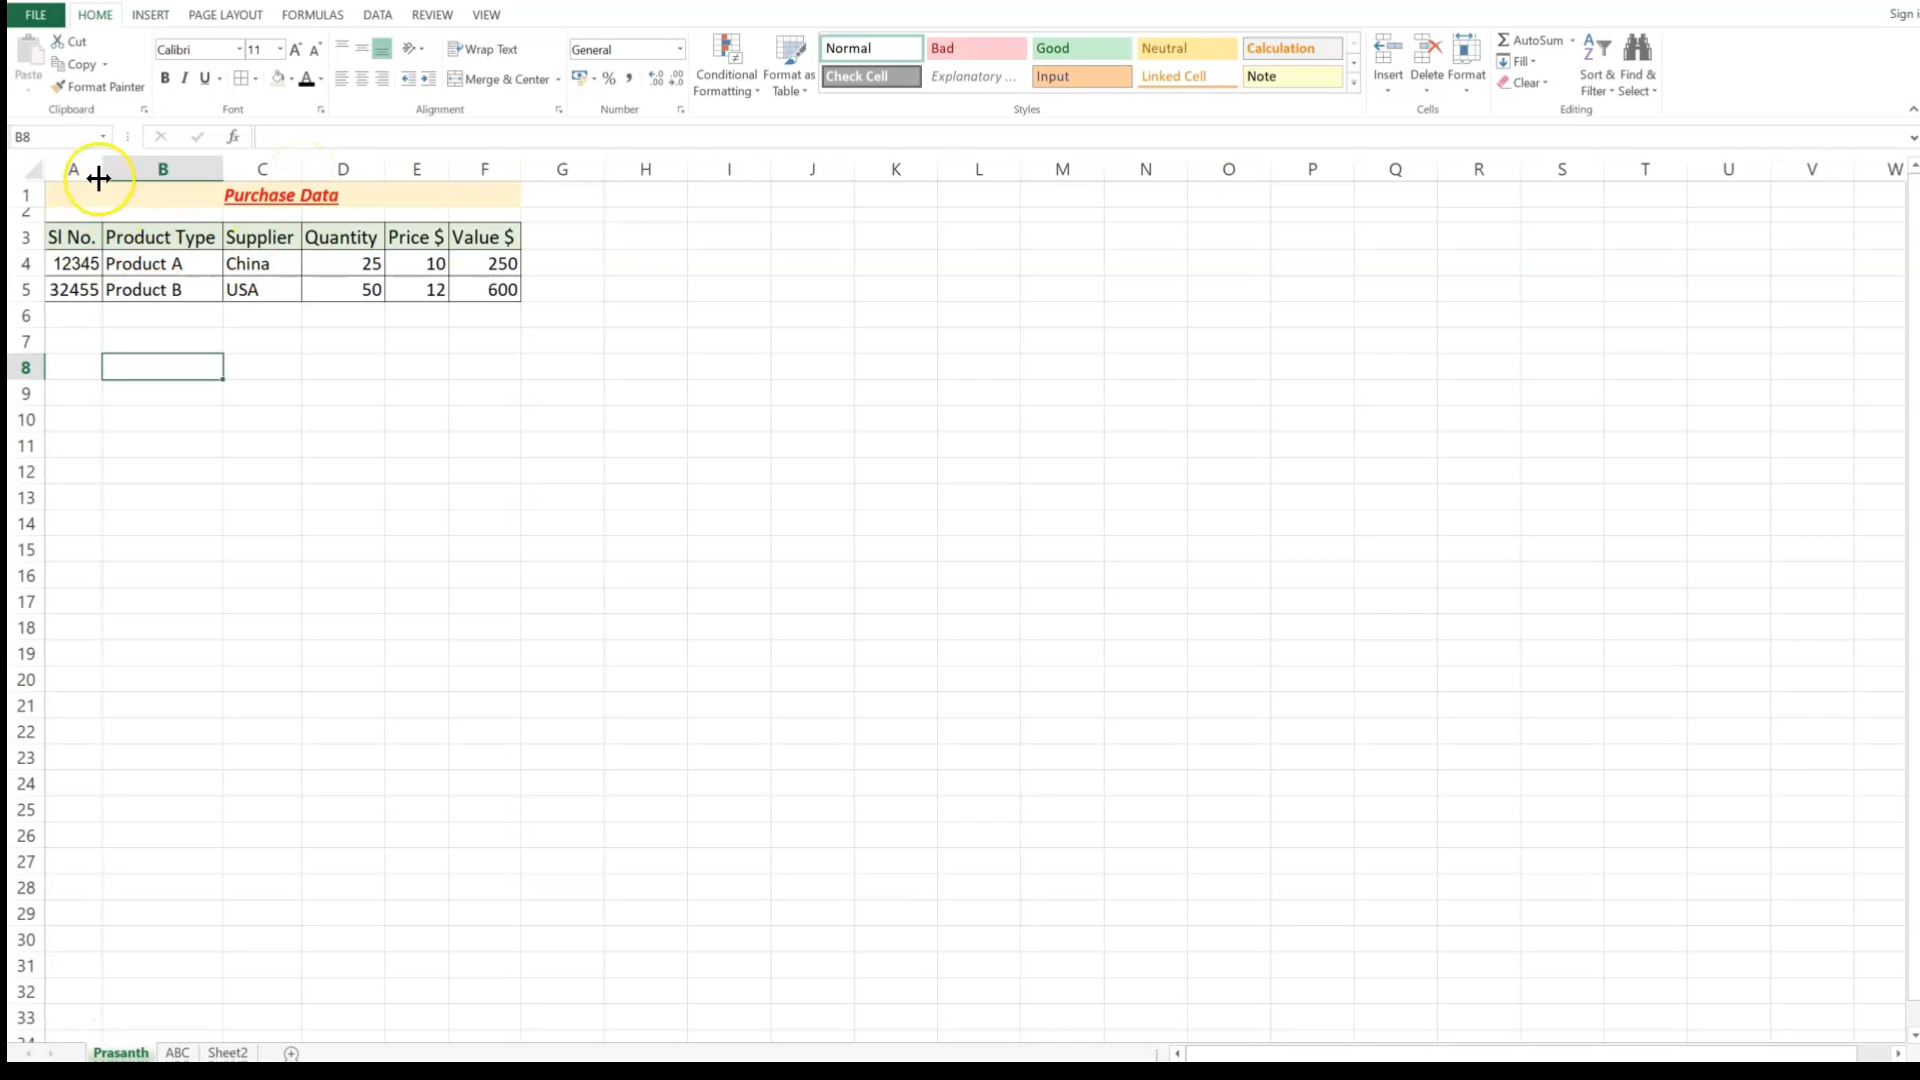 FILE HOME INSERT PAGE LAYOUT FORMULAS DATA REVIEW VIEW
Sign i
Cut
Copy
Format Painter
Paste
Clipboard
Calibri 11
B I U
Font
Wrap Text
Merge & Center
Alignment
General
%
Number
Conditional
Formatting
Format as
Table
Normal Bad Good Neutral Calculation
Check Cell Explanatory ... Input Linked Cell Note
Styles
Insert Delete Format
Cells
AutoSum
Fill
Clear
Sort &
Filter
Find &
Select
Editing
B8
fx
A B C D E F G H I J K L M N O P Q R S T U V W
1 Purchase Data
2
3 Sl No. Product Type Supplier Quantity Price $ Value $
4 12345 Product A China 25 10 250
5 32455 Product B USA 50 12 600
6
7
8
9
10
11
12
13
14
15
16
17
18
19
20
21
22
23
24
25
26
27
28
29
30
31
32
33
Prasanth ABC Sheet2